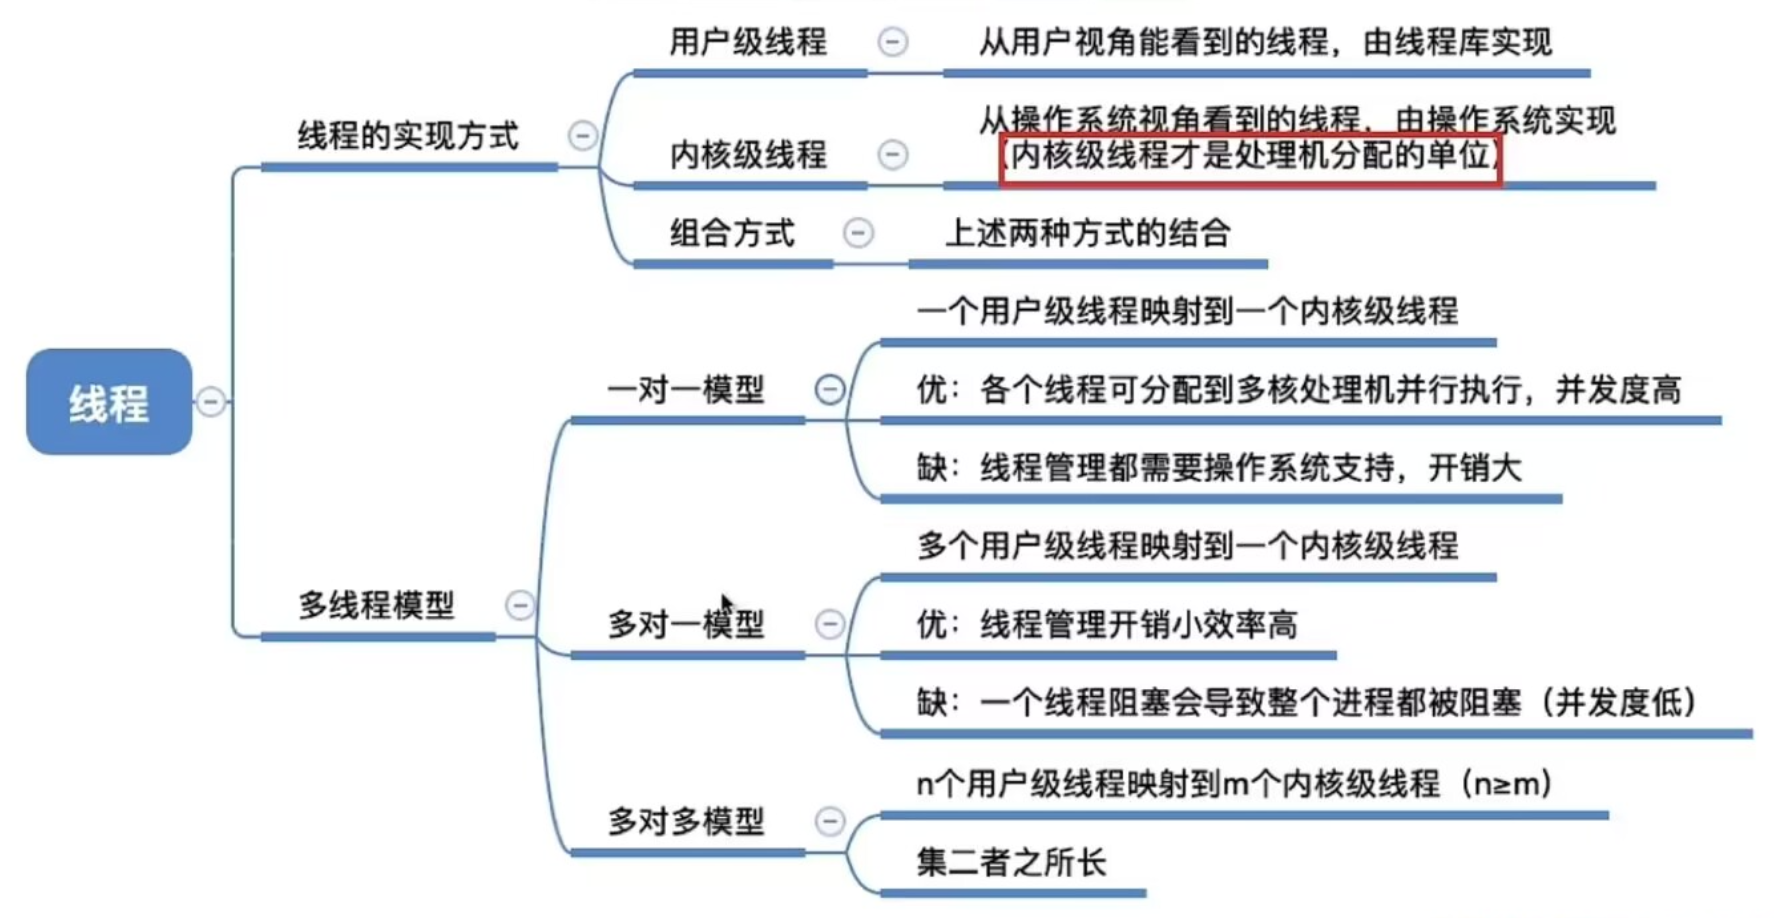 线程
线程的实现方式
用户级线程
从用户视角能看到的线程，由线程库实现
内核级线程
从操作系统视角看到的线程，由操作系统实现
（内核级线程才是处理机分配的单位）
组合方式
上述两种方式的结合
多线程模型
一对一模型
一个用户级线程映射到一个内核级线程
优：各个线程可分配到多核处理机并行执行，并发度高
缺：线程管理都需要操作系统支持，开销大
多对一模型
多个用户级线程映射到一个内核级线程
优：线程管理开销小效率高
缺：一个线程阻塞会导致整个进程都被阻塞（并发度低）
多对多模型
n个用户级线程映射到m个内核级线程（n≥m）
集二者之所长